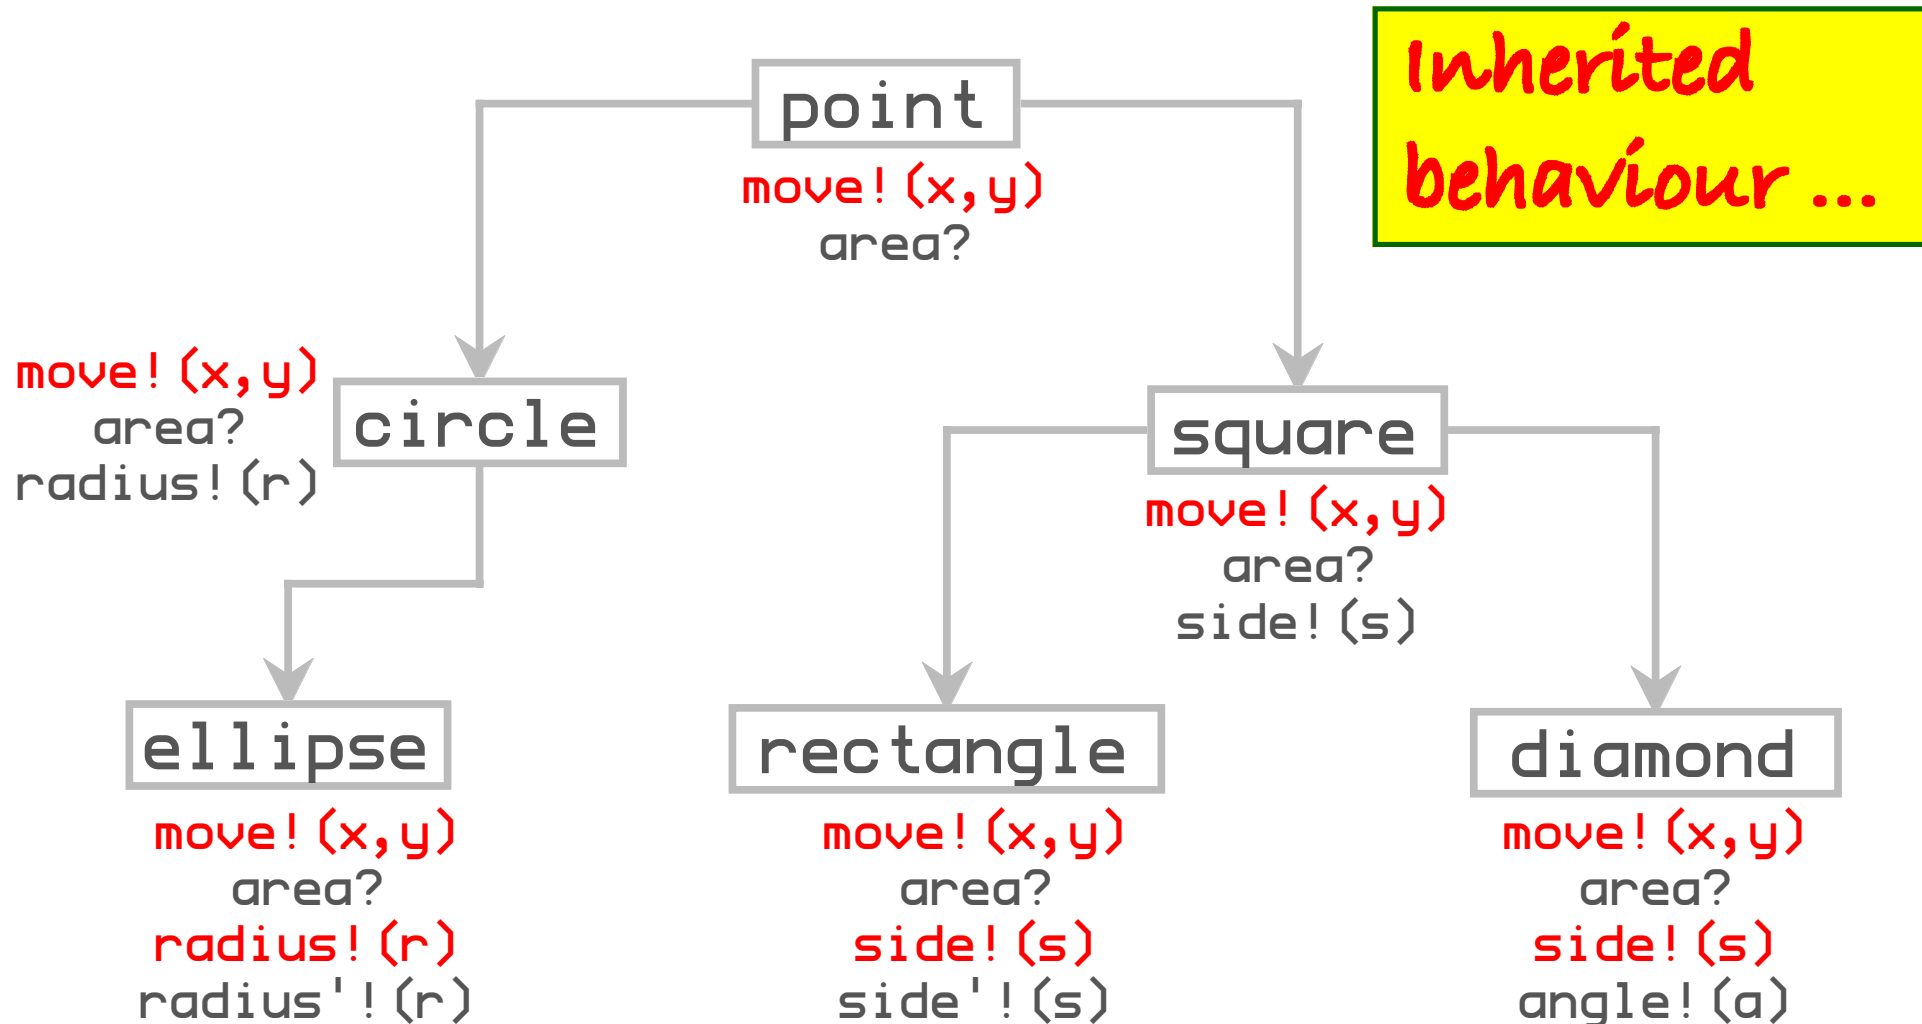 Inherited
behaviour ...
point
move!(x,y)
area?
move!(x,y)
area?
radius!(r)
circle
square
move!(x,y)
area?
side!(s)
ellipse
move!(x,y)
area?
radius!(r)
radius'!(r)
rectangle
move!(x,y)
area?
side!(s)
side'!(s)
diamond
move!(x,y)
area?
side!(s)
angle!(a)